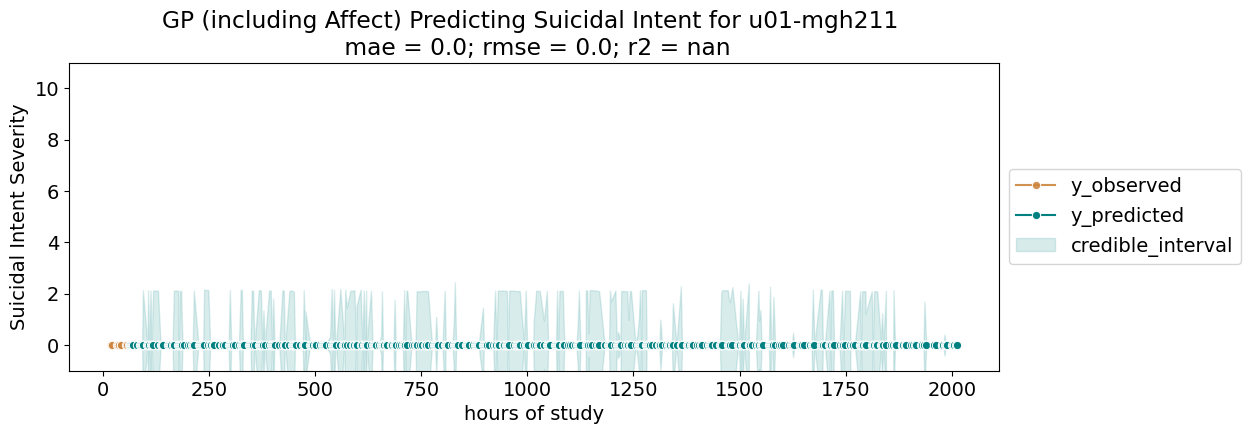 GP (including Affect) Predicting Suicidal Intent for u01-mgh211
mae = 0.0; rmse = 0.0; r2 = nan
Suicidal Intent Severity
10
8
6
4
2
0
0 250 500 750 1000 1250 1500 1750 2000
hours of study
y_observed
y_predicted
credible_interval